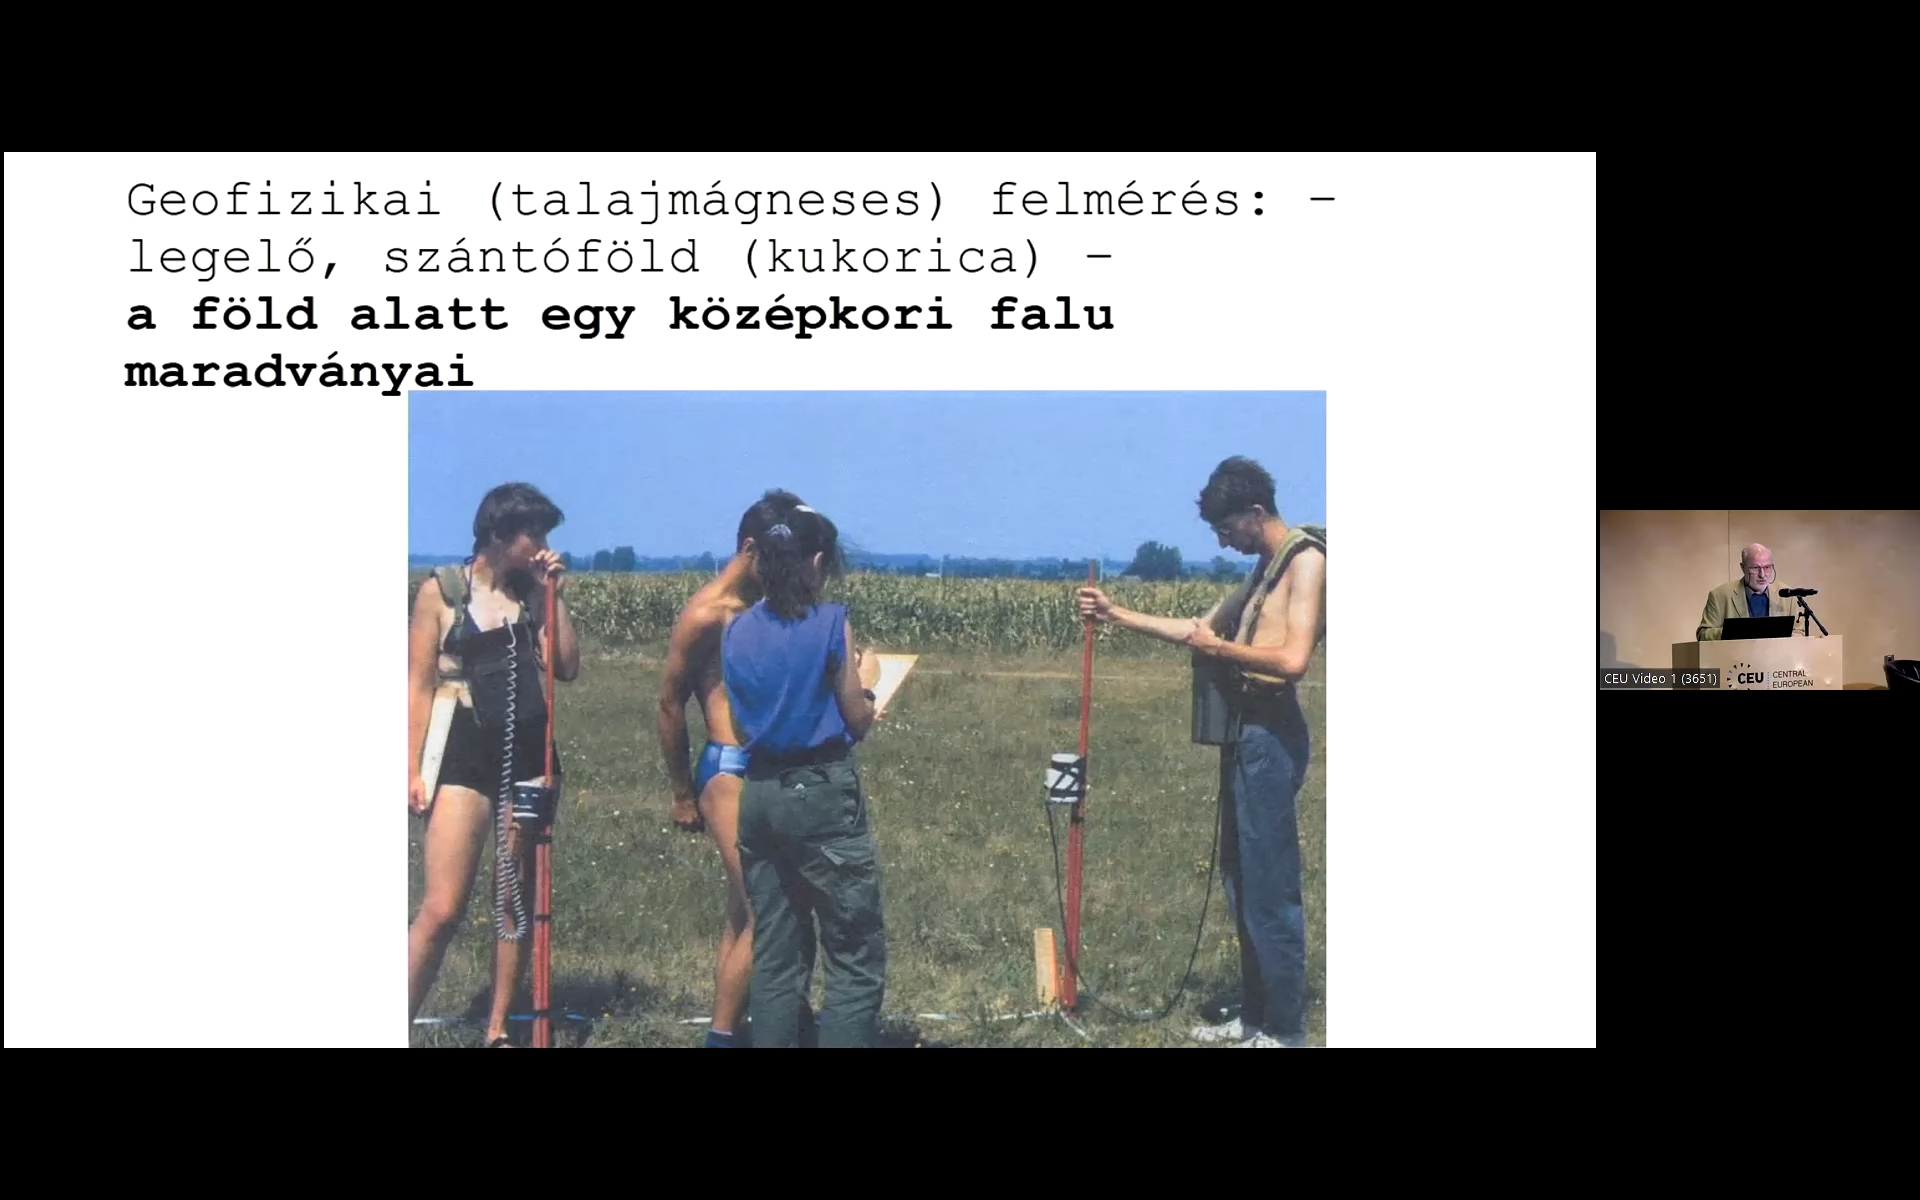 Geofizikai (talajmágneses) felmérés: –
legelő, szántóföld (kukorica) –
a föld alatt egy középkori falu
maradványai
CEU Video 1 (3651)
CEU
CENTRAL
EUROPEAN